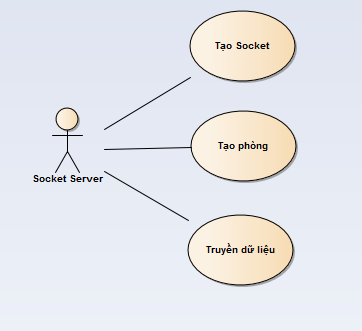 Tạo Socket
Tạo phòng
Socket Server
Truyền dữ liệu